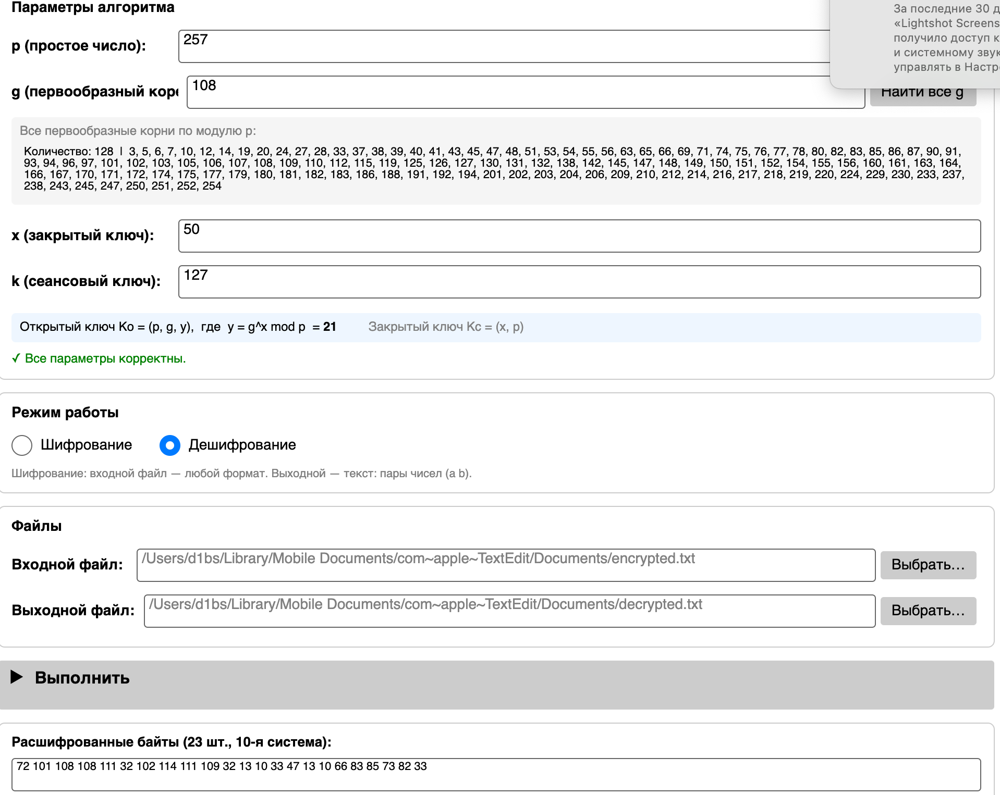 Параметры алгоритма
За последние 30 д
«Lightshot Screens
получило доступ к
и системному звук
управлять в Настр
p (простое число):
257
g (первообразный коре
108
Найти все g
Все первообразные корни по модулю p:
Количество: 128 | 3, 5, 6, 7, 10, 12, 14, 19, 20, 24, 27, 28, 33, 37, 38, 39, 40, 41, 43, 45, 47, 48, 51, 53, 54, 55, 56, 63, 65, 66, 69, 71, 74, 75, 76, 77, 78, 80, 82, 83, 85, 86, 87, 90, 91,
93, 94, 96, 97, 101, 102, 103, 105, 106, 107, 108, 109, 110, 112, 115, 119, 125, 126, 127, 130, 131, 132, 138, 142, 145, 147, 148, 149, 150, 151, 152, 154, 155, 156, 160, 161, 163, 164,
166, 167, 170, 171, 172, 174, 175, 177, 179, 180, 181, 182, 183, 186, 188, 191, 192, 194, 201, 202, 203, 204, 206, 209, 210, 212, 214, 216, 217, 218, 219, 220, 224, 229, 230, 233, 237,
238, 243, 245, 247, 250, 251, 252, 254
x (закрытый ключ):
50
k (сеансовый ключ):
127
Открытый ключ Ко = (p, g, y), где y = g^x mod p = 21 Закрытый ключ Кс = (x, p)
✓ Все параметры корректны.
Режим работы
Шифрование Дешифрование
Шифрование: входной файл — любой формат. Выходной — текст: пары чисел (a b).
Файлы
Входной файл:
/Users/d1bs/Library/Mobile Documents/com~apple~TextEdit/Documents/encrypted.txt
Выбрать...
Выходной файл:
/Users/d1bs/Library/Mobile Documents/com~apple~TextEdit/Documents/decrypted.txt
Выбрать...
▶ Выполнить
Расшифрованные байты (23 шт., 10-я система):
72 101 108 108 111 32 102 114 111 109 32 13 10 33 47 13 10 66 83 85 73 82 33